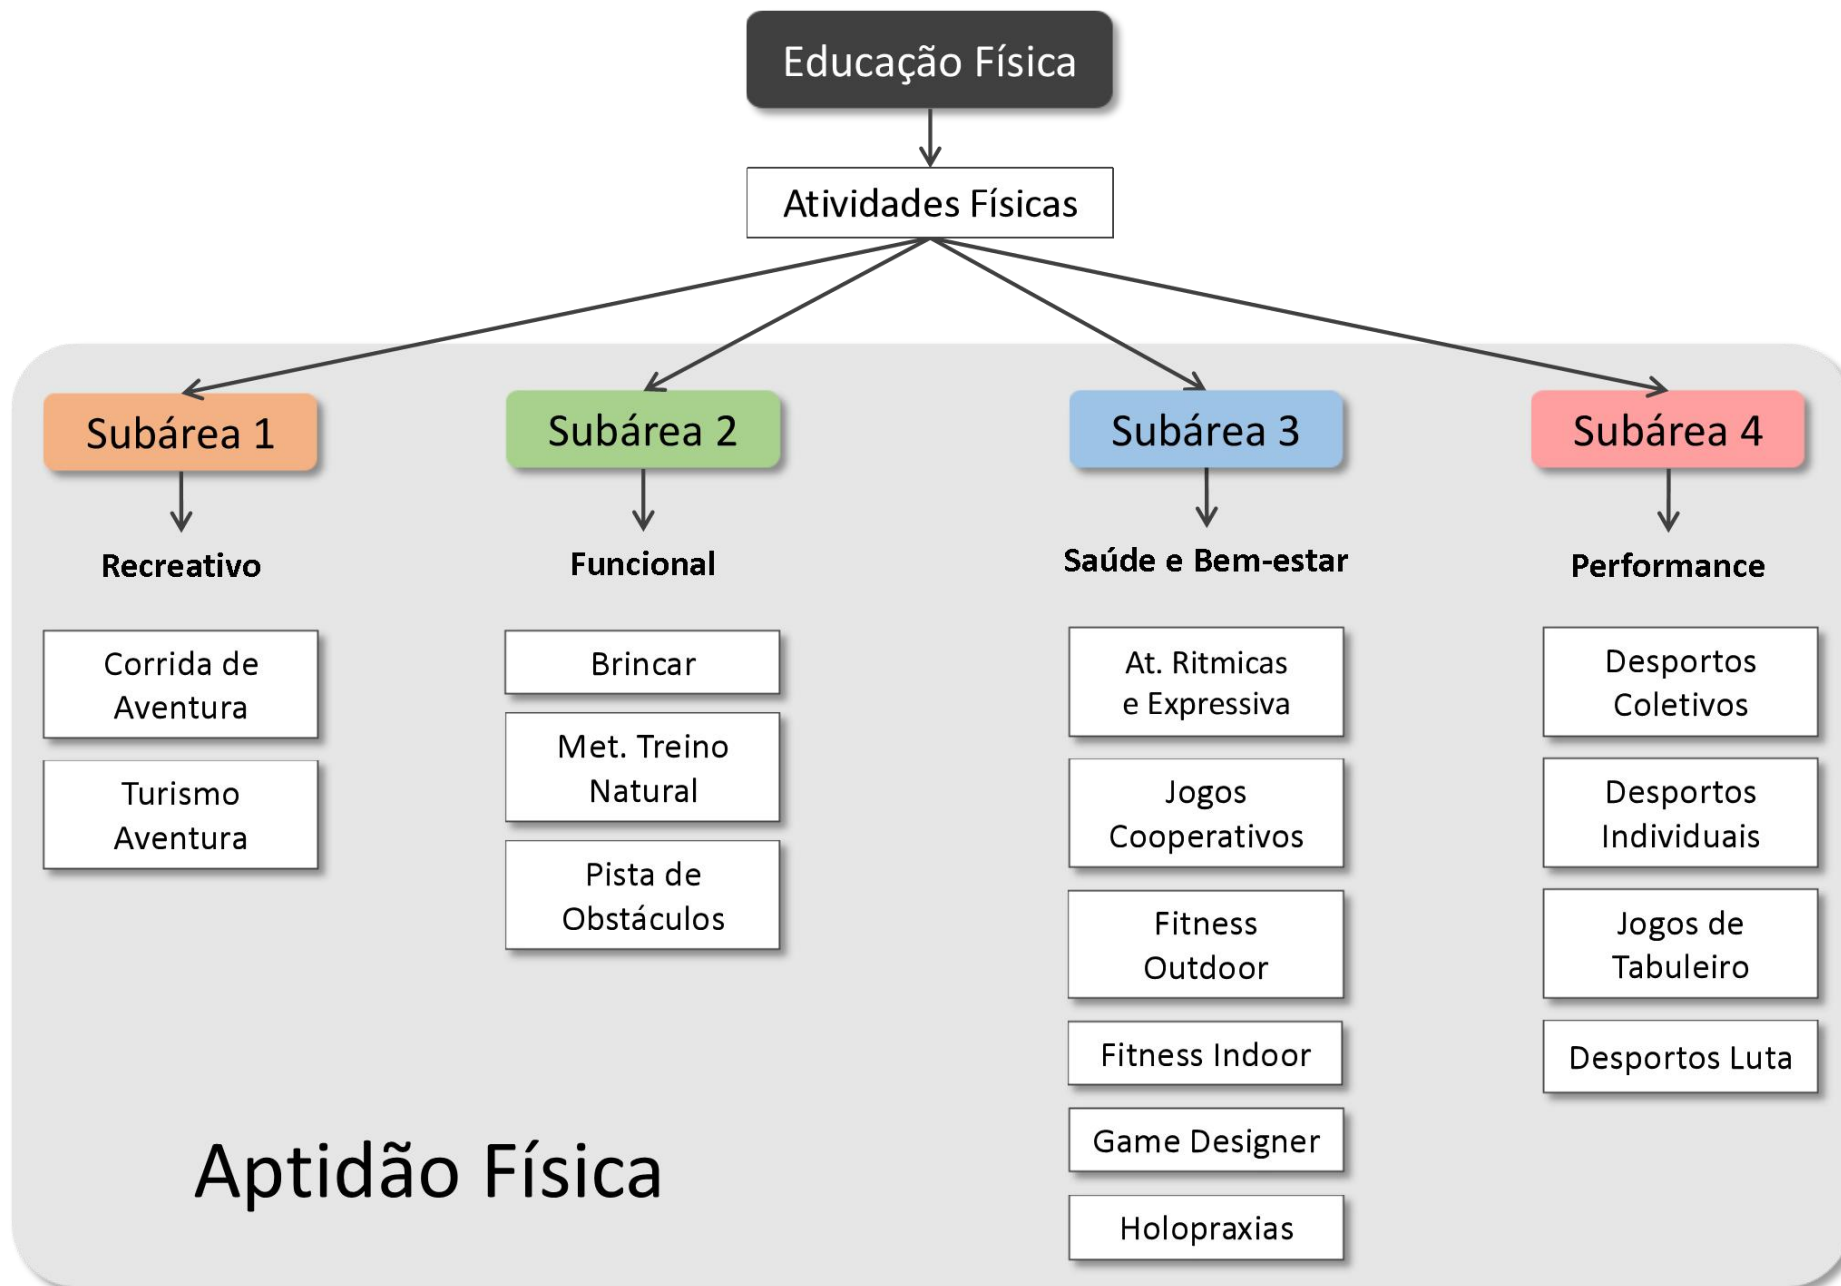 Educação Física
Atividades Físicas
Subárea 1
Subárea 2
Subárea 3
Subárea 4
Recreativo
Funcional
Saúde e Bem-estar
Performance
Corrida de
Aventura
Turismo
Aventura
Brincar
Met. Treino
Natural
Pista de
Obstáculos
At. Ritmicas
e Expressiva
Jogos
Cooperativos
Fitness
Outdoor
Fitness Indoor
Game Designer
Holopraxias
Desportos
Coletivos
Desportos
Individuais
Jogos de
Tabuleiro
Desportos Luta
Aptidão Física